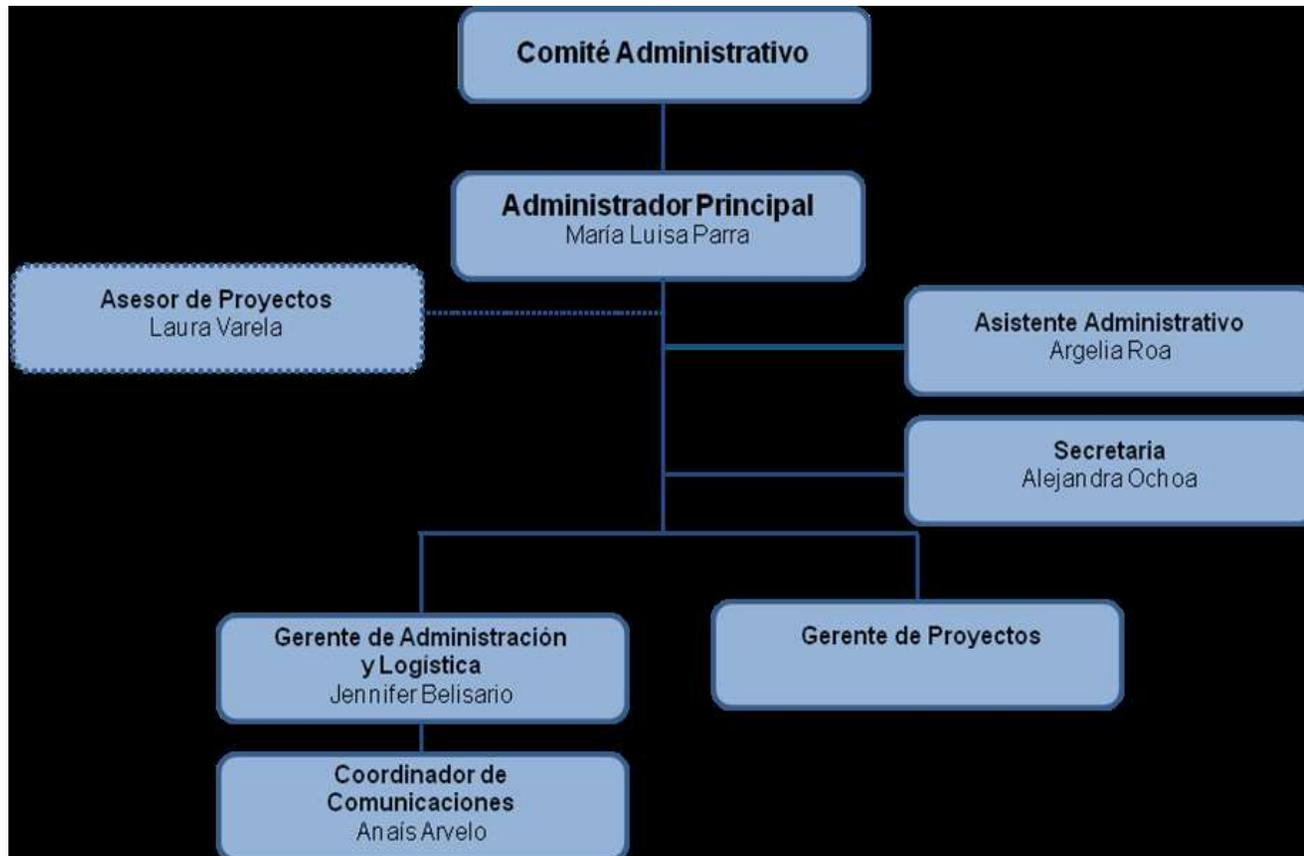 Comité Administrativo
Administrador Principal
María Luisa Parra
Asesor de Proyectos
Laura Varela
Asistente Administrativo
Argelia Roa
Secretaria
Alejandra Ochoa
Gerente de Administración
y Logística
Jennifer Belisario
Gerente de Proyectos
Coordinador de
Comunicaciones
Anaís Arvelo